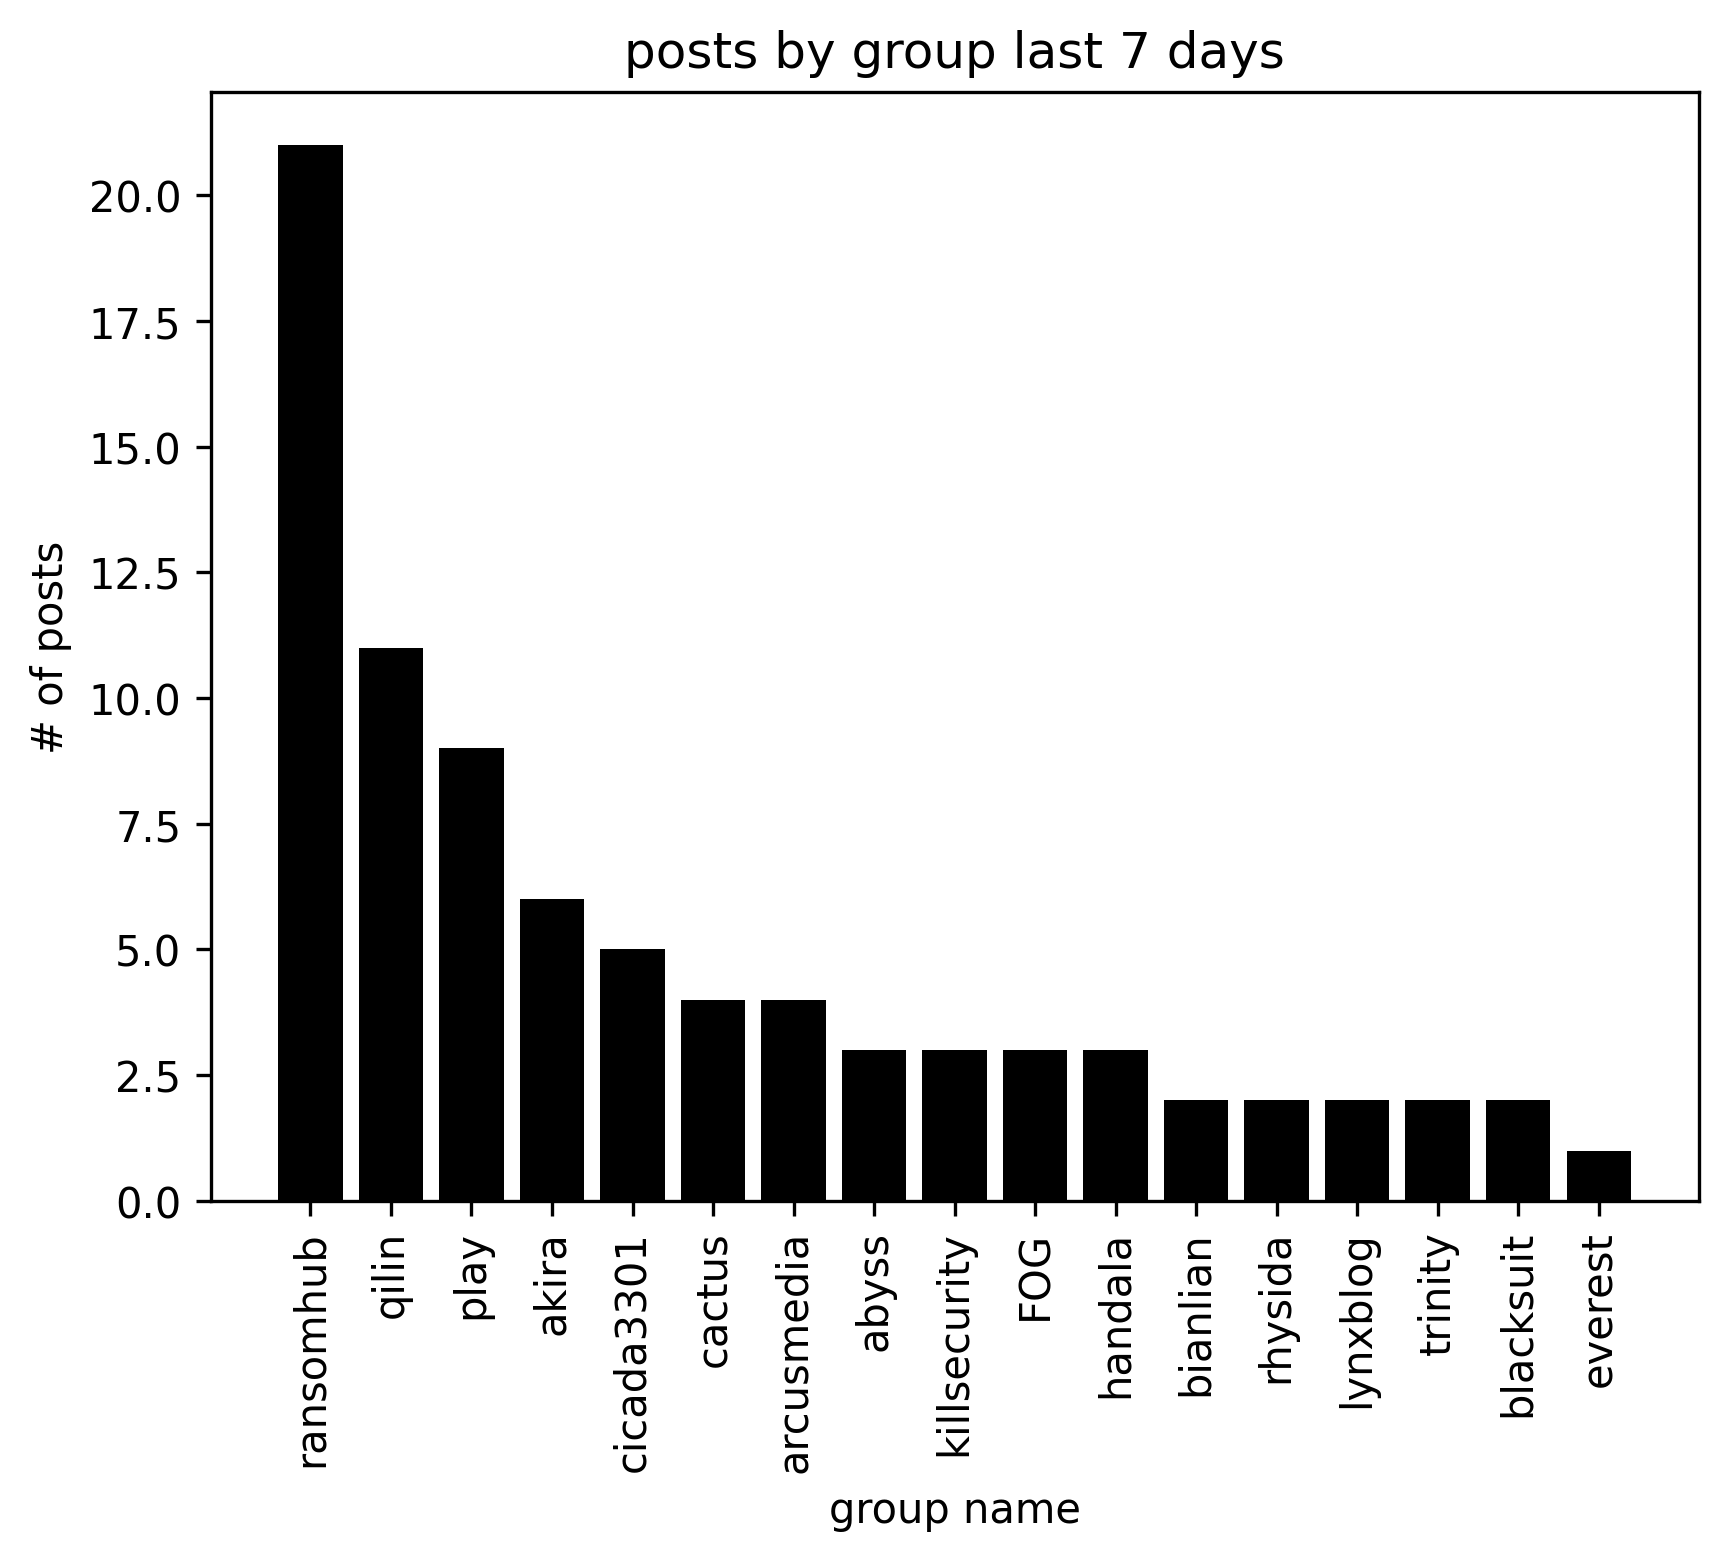 posts by group last 7 days
# of posts
20.0
17.5
15.0
12.5
10.0
7.5
5.0
2.5
0.0
ransomhub
qilin
play
akira
cicada3301
cactus
arcusmedia
abyss
killsecurity
FOG
handala
bianlian
rhysida
lynxblog
trinity
blacksuit
everest
group name